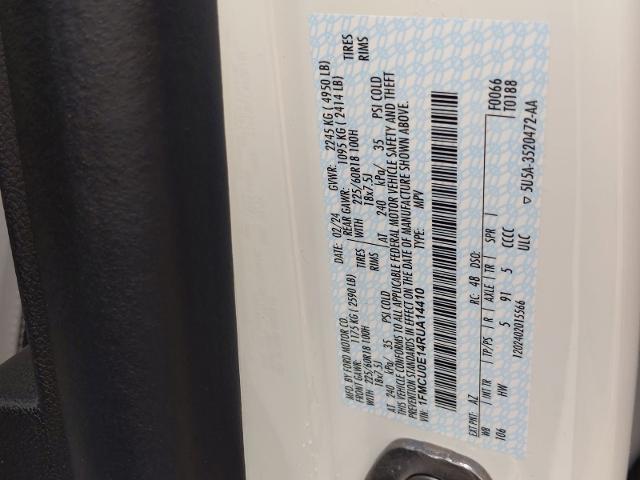 MFD. BY FORD MOTOR CO.
DATE: 02/24 GVWR: 2245 KG ( 4950 LB)
FRONT GAWR: 1175 KG ( 2590 LB) REAR GAWR: 1095 KG ( 2414 LB)
WITH 225/60R18 100H TIRES WITH 225/60R18 100H TIRES
18x7.5J RIMS 18x7.5J RIMS
AT 240 kPa/ 35 PSI COLD AT 240 kPa/ 35 PSI COLD
THIS VEHICLE CONFORMS TO ALL APPLICABLE FEDERAL MOTOR VEHICLE SAFETY AND THEFT
PREVENTION STANDARDS IN EFFECT ON THE DATE OF MANUFACTURE SHOWN ABOVE.
VIN: 1FMCU0E14RUA14410 TYPE: MPV
F0066
T0188
EXT PNT: AZ RC: 48 DSO:
WB INT TR TP/PS R AXLE TR SPR
106 HW 5 91 5 CCCC
120240201556 ULC ▽ 5U5A-3520472-AA